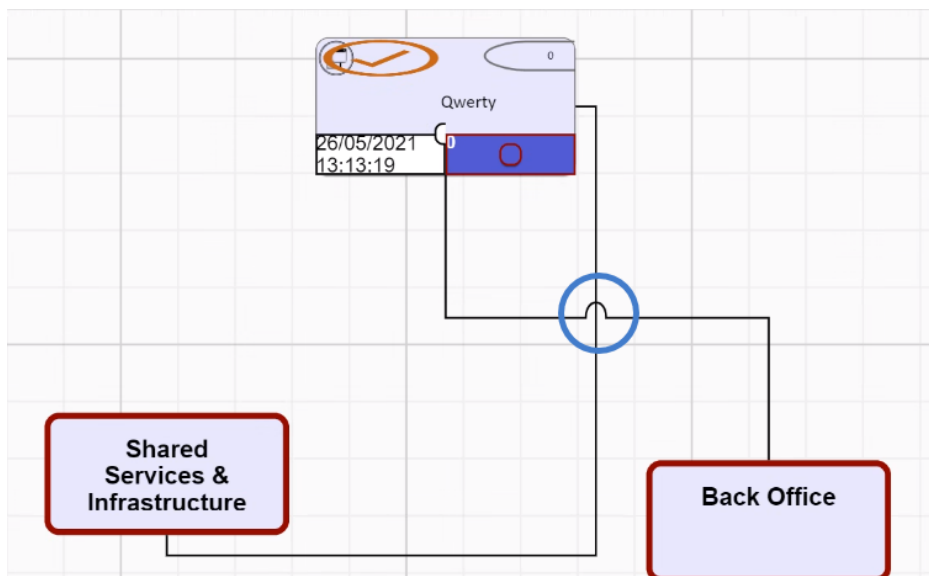 0
Qwerty
26/05/2021
13:13:19
0
Shared
Services &
Infrastructure
Back Office